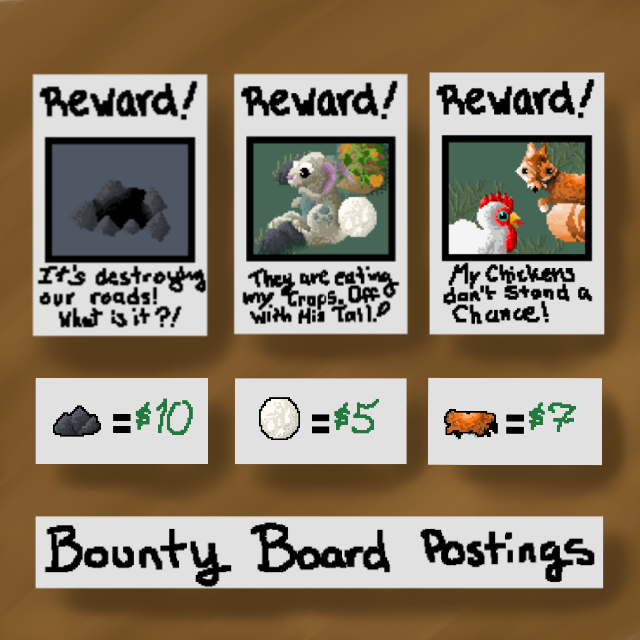 Reward!
It's destroying
our roads!
What is it?!
Reward!
They are eating
my Crops. Off
With His Tail!
Reward!
My Chickens
don't Stand a
Chance!
=$10
=$5
=$7
Bounty Board Postings